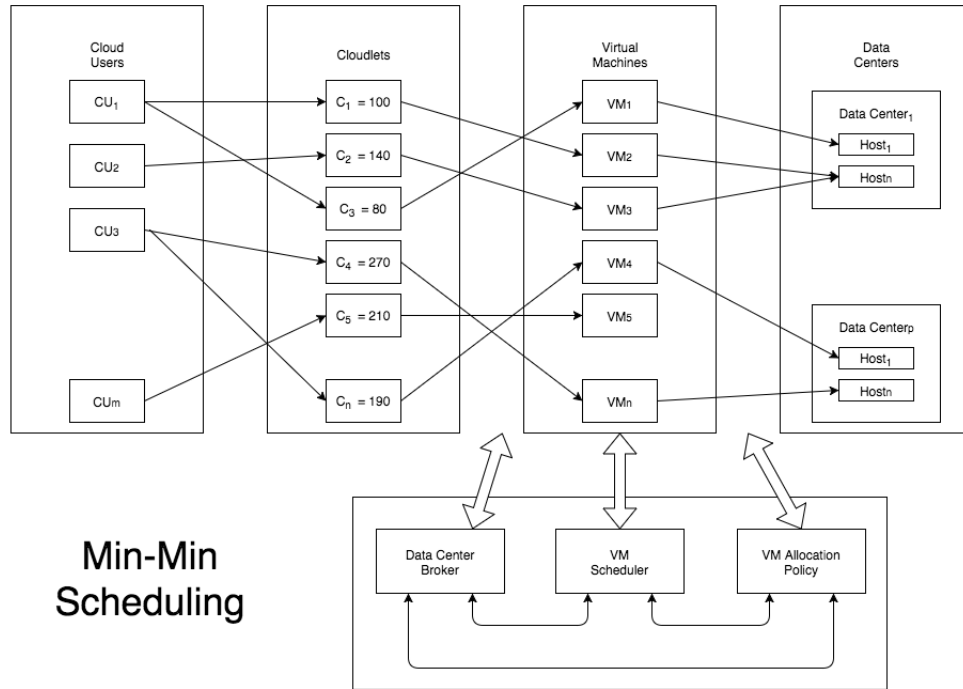 Cloud
Users
CU1
CU2
CU3
CUm
Cloudlets
C1 = 100
C2 = 140
C3 = 80
C4 = 270
C5 = 210
Cn = 190
Virtual
Machines
VM1
VM2
VM3
VM4
VM5
VMn
Data
Centers
Data Center1
Host1
Hostn
Data Centerp
Host1
Hostn
Min-Min
Scheduling
Data Center
Broker
VM
Scheduler
VM Allocation
Policy